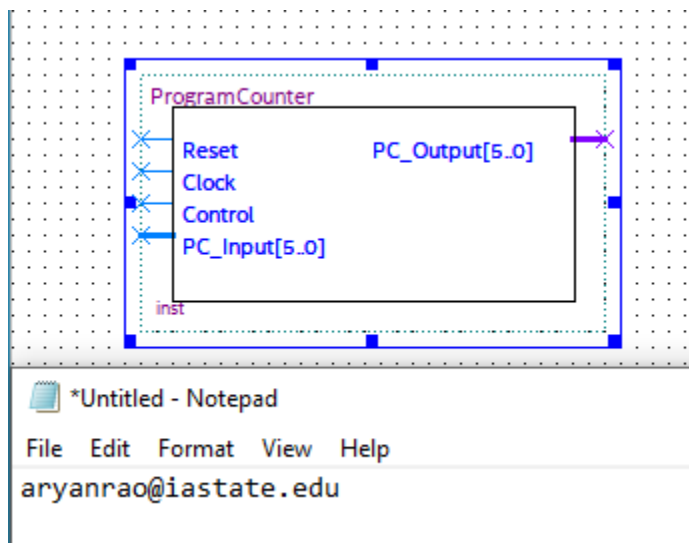 ProgramCounter
Reset PC_Output[5..0]
Clock
Control
PC_Input[5..0]
inst
*Untitled - Notepad
File Edit Format View Help
aryanrao@iastate.edu